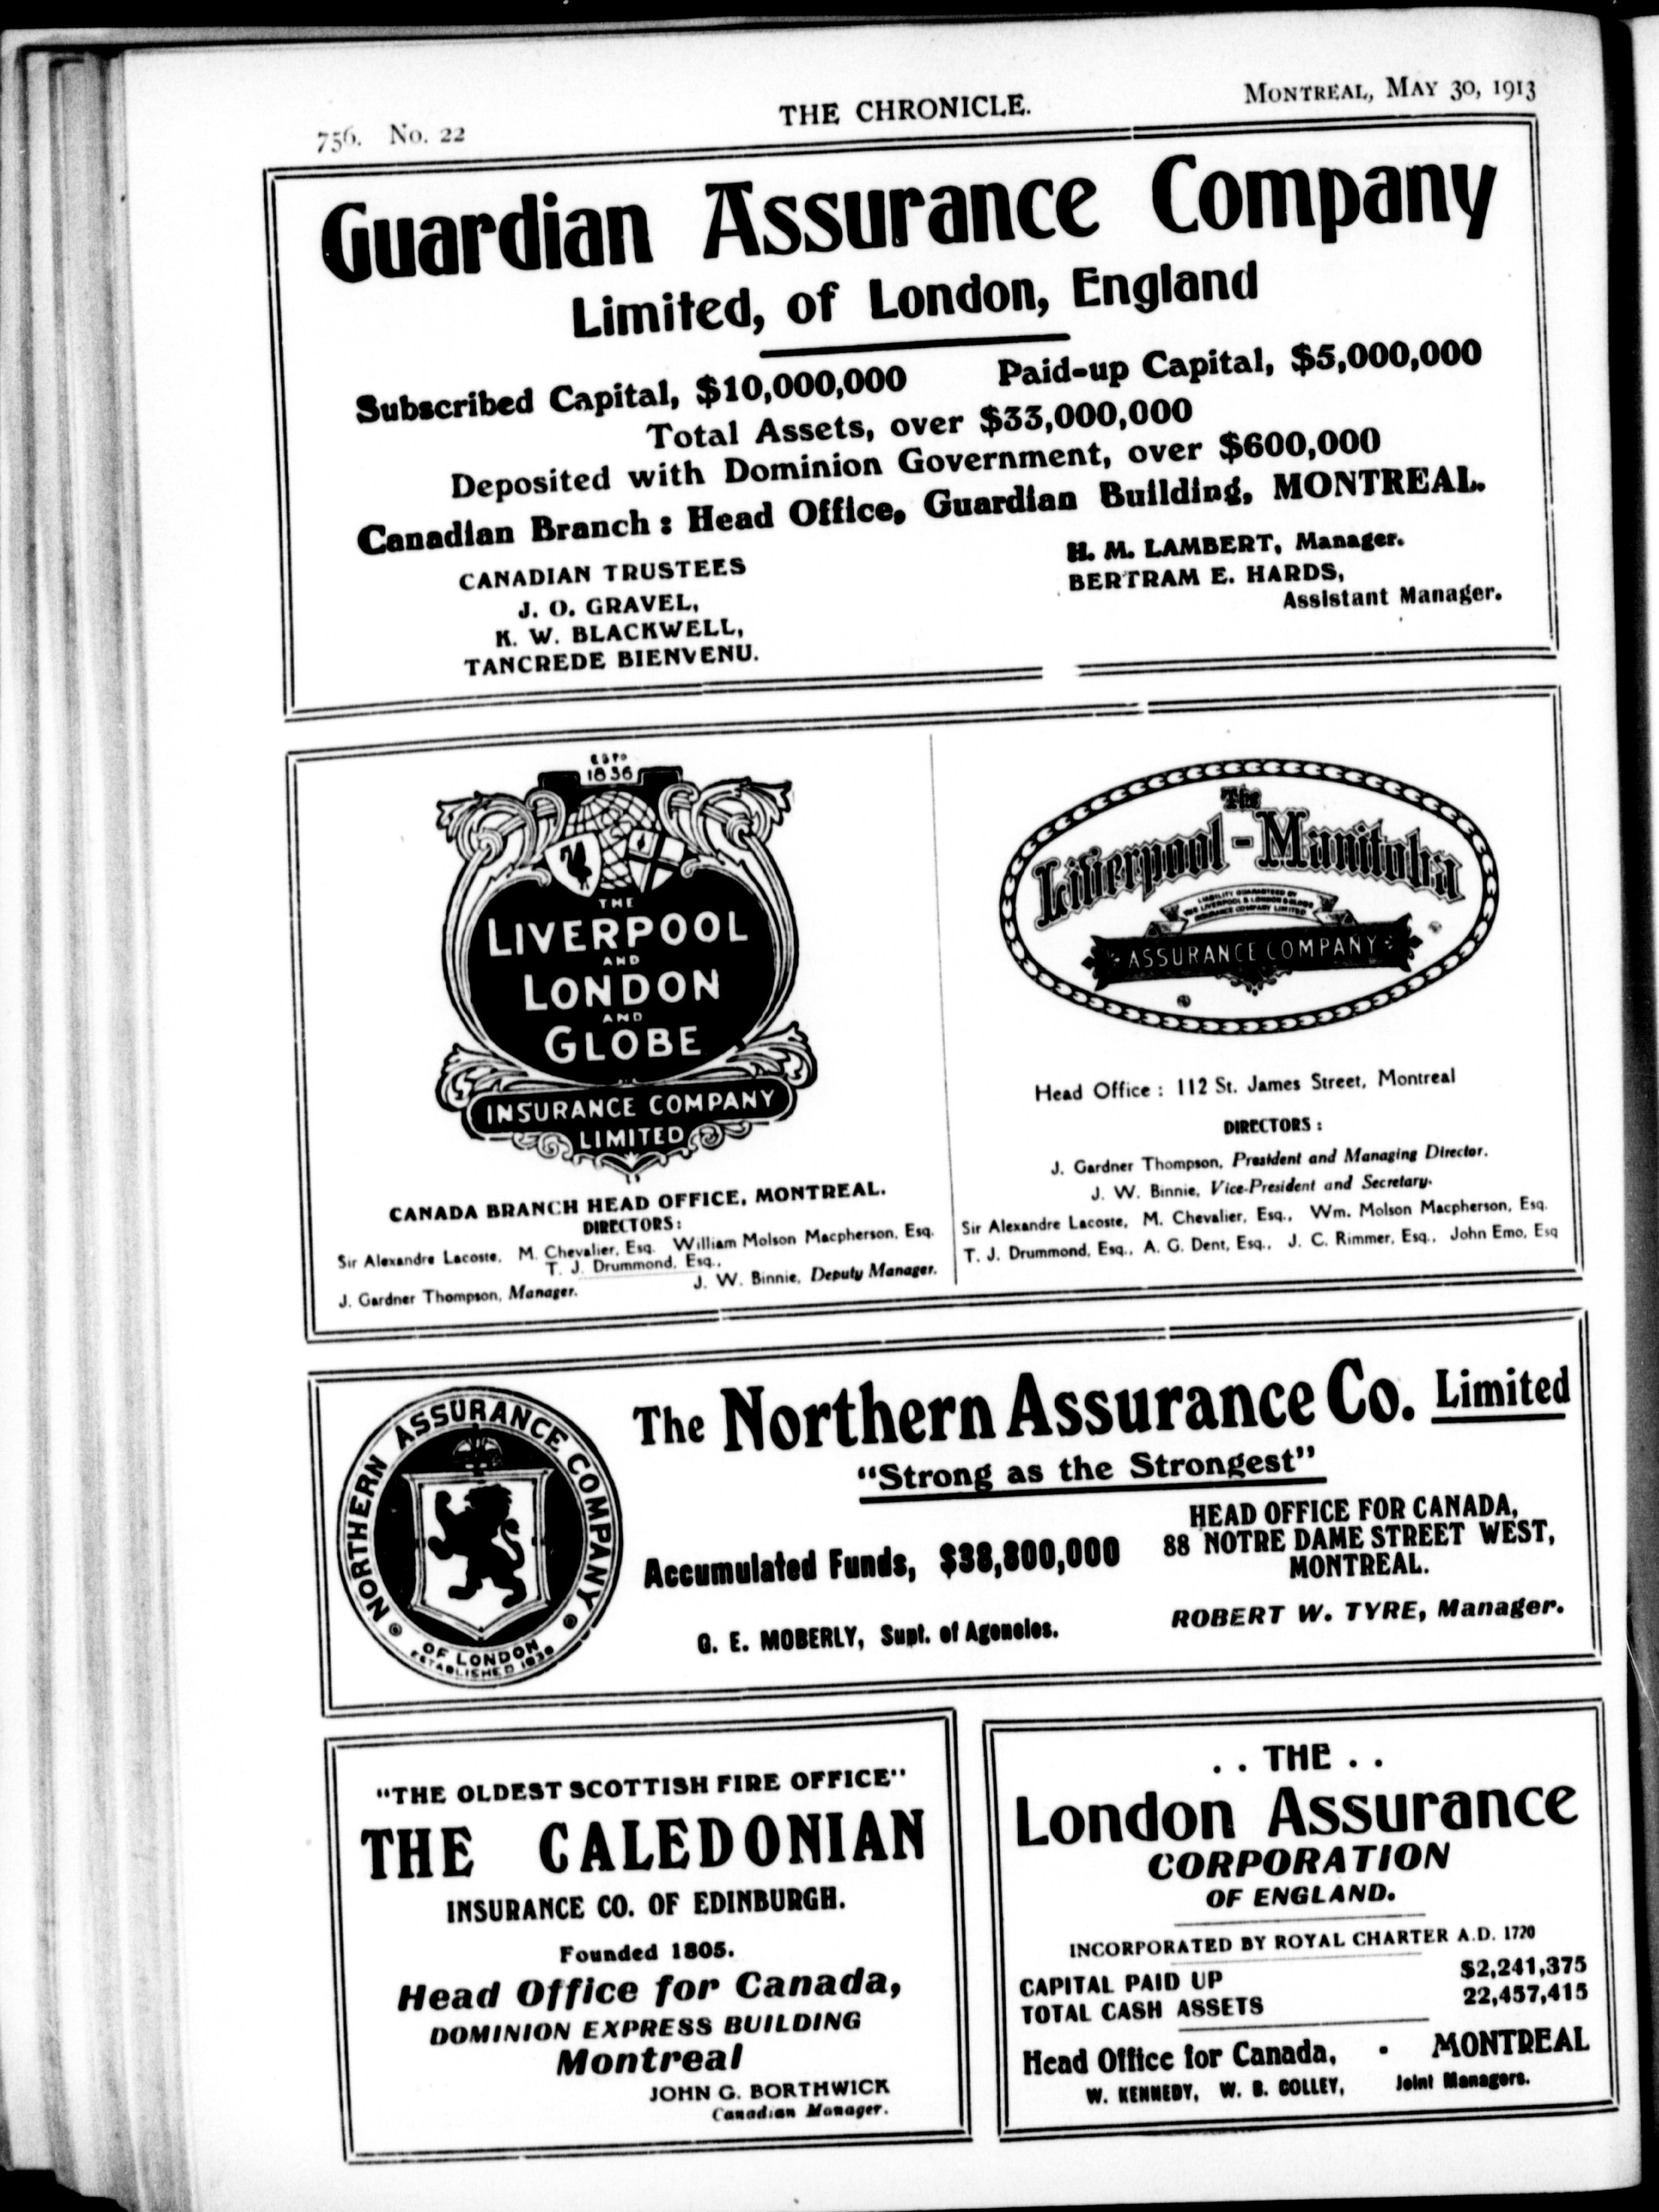 756. No. 22
THE CHRONICLE.
MONTREAL, MAY 30, 1913
Guardian Assurance Company
Limited, of London, England
Subscribed Capital, $10,000,000 Paid-up Capital, $5,000,000
Total Assets, over $33,000,000
Deposited with Dominion Government, over $600,000
Canadian Branch : Head Office, Guardian Building, MONTREAL.
CANADIAN TRUSTEES
J. O. GRAVEL,
K. W. BLACKWELL,
TANCREDE BIENVENU.
H. M. LAMBERT, Manager.
BERTRAM E. HARDS,
Assistant Manager.
ESTD
1836
THE
LIVERPOOL
AND
LONDON
AND
GLOBE
INSURANCE COMPANY
LIMITED
CANADA BRANCH HEAD OFFICE, MONTREAL.
DIRECTORS:
Sir Alexandre Lacoste, M. Chevalier, Esq. William Molson Macpherson, Esq.
T. J. Drummond, Esq.,
J. Gardner Thompson, Manager. J. W. Binnie, Deputy Manager.
The
Liverpool-Manitoba
LIABILITY GUARANTEED BY
THE LIVERPOOL & LONDON & GLOBE
INSURANCE COMPANY LIMITED
ASSURANCE COMPANY
Head Office : 112 St. James Street, Montreal
DIRECTORS :
J. Gardner Thompson, President and Managing Director.
J. W. Binnie, Vice-President and Secretary.
Sir Alexandre Lacoste, M. Chevalier, Esq., Wm. Molson Macpherson, Esq.
T. J. Drummond, Esq., A. G. Dent, Esq., J. C. Rimmer, Esq., John Emo, Esq
NORTHERN ASSURANCE COMPANY
OF LONDON
ESTABLISHED 1836
The Northern Assurance Co. Limited
"Strong as the Strongest"
Accumulated Funds, $38,800,000
HEAD OFFICE FOR CANADA,
88 NOTRE DAME STREET WEST,
MONTREAL.
G. E. MOBERLY, Supt. of Agencies.
ROBERT W. TYRE, Manager.
"THE OLDEST SCOTTISH FIRE OFFICE"
THE CALEDONIAN
INSURANCE CO. OF EDINBURGH.
Founded 1805.
Head Office for Canada,
DOMINION EXPRESS BUILDING
Montreal
JOHN G. BORTHWICK
Canadian Manager.
. . THE . .
London Assurance
CORPORATION
OF ENGLAND.
INCORPORATED BY ROYAL CHARTER A.D. 1720
CAPITAL PAID UP $2,241,375
TOTAL CASH ASSETS 22,457,415
Head Office for Canada, - MONTREAL
W. KENNEDY, W. B. COLLEY, Joint Managers.